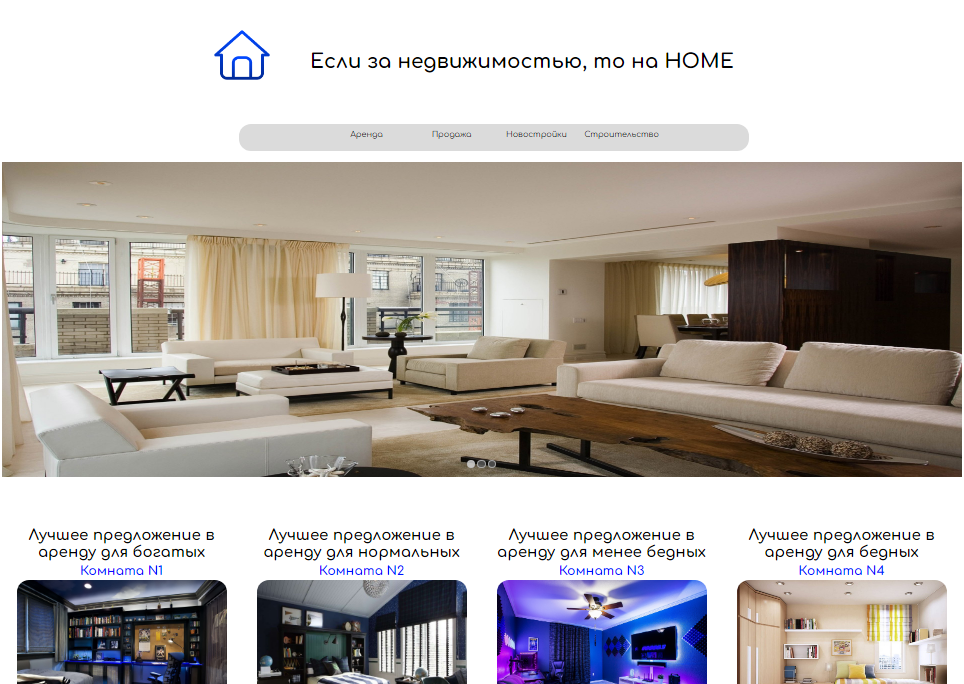 Если за недвижимостью, то на HOME
Аренда Продажа Новостройки Строительство
Лучшее предложение в
аренду для богатых
Комната N1
Лучшее предложение в
аренду для нормальных
Комната N2
Лучшее предложение в
аренду для менее бедных
Комната N3
Лучшее предложение в
аренду для бедных
Комната N4